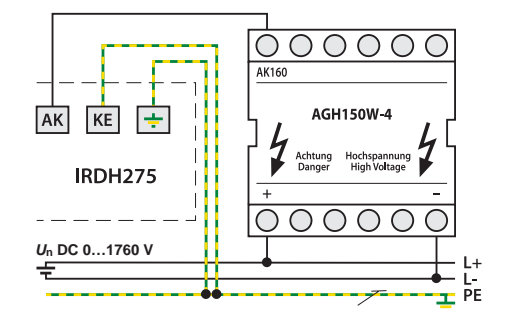 AK160
AGH150W-4
AK KE
Achtung Hochspannung
Danger High Voltage
IRDH275
+ −
Un DC 0...1760 V
L+
L-
PE